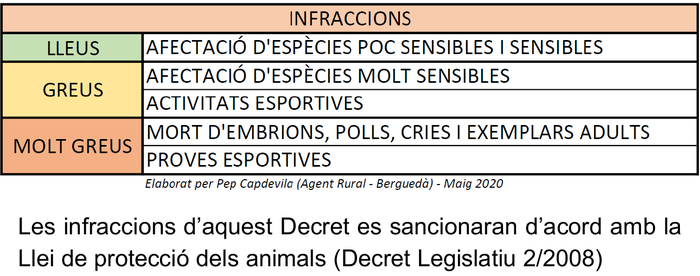 INFRACCIONS
LLEUS AFECTACIÓ D'ESPÈCIES POC SENSIBLES I SENSIBLES
GREUS AFECTACIÓ D'ESPÈCIES MOLT SENSIBLES
ACTIVITATS ESPORTIVES
MOLT GREUS MORT D'EMBRIONS, POLLS, CRIES I EXEMPLARS ADULTS
PROVES ESPORTIVES
Elaborat per Pep Capdevila (Agent Rural - Berguedà) - Maig 2020
Les infraccions d’aquest Decret es sancionaran d’acord amb la
Llei de protecció dels animals (Decret Legislatiu 2/2008)